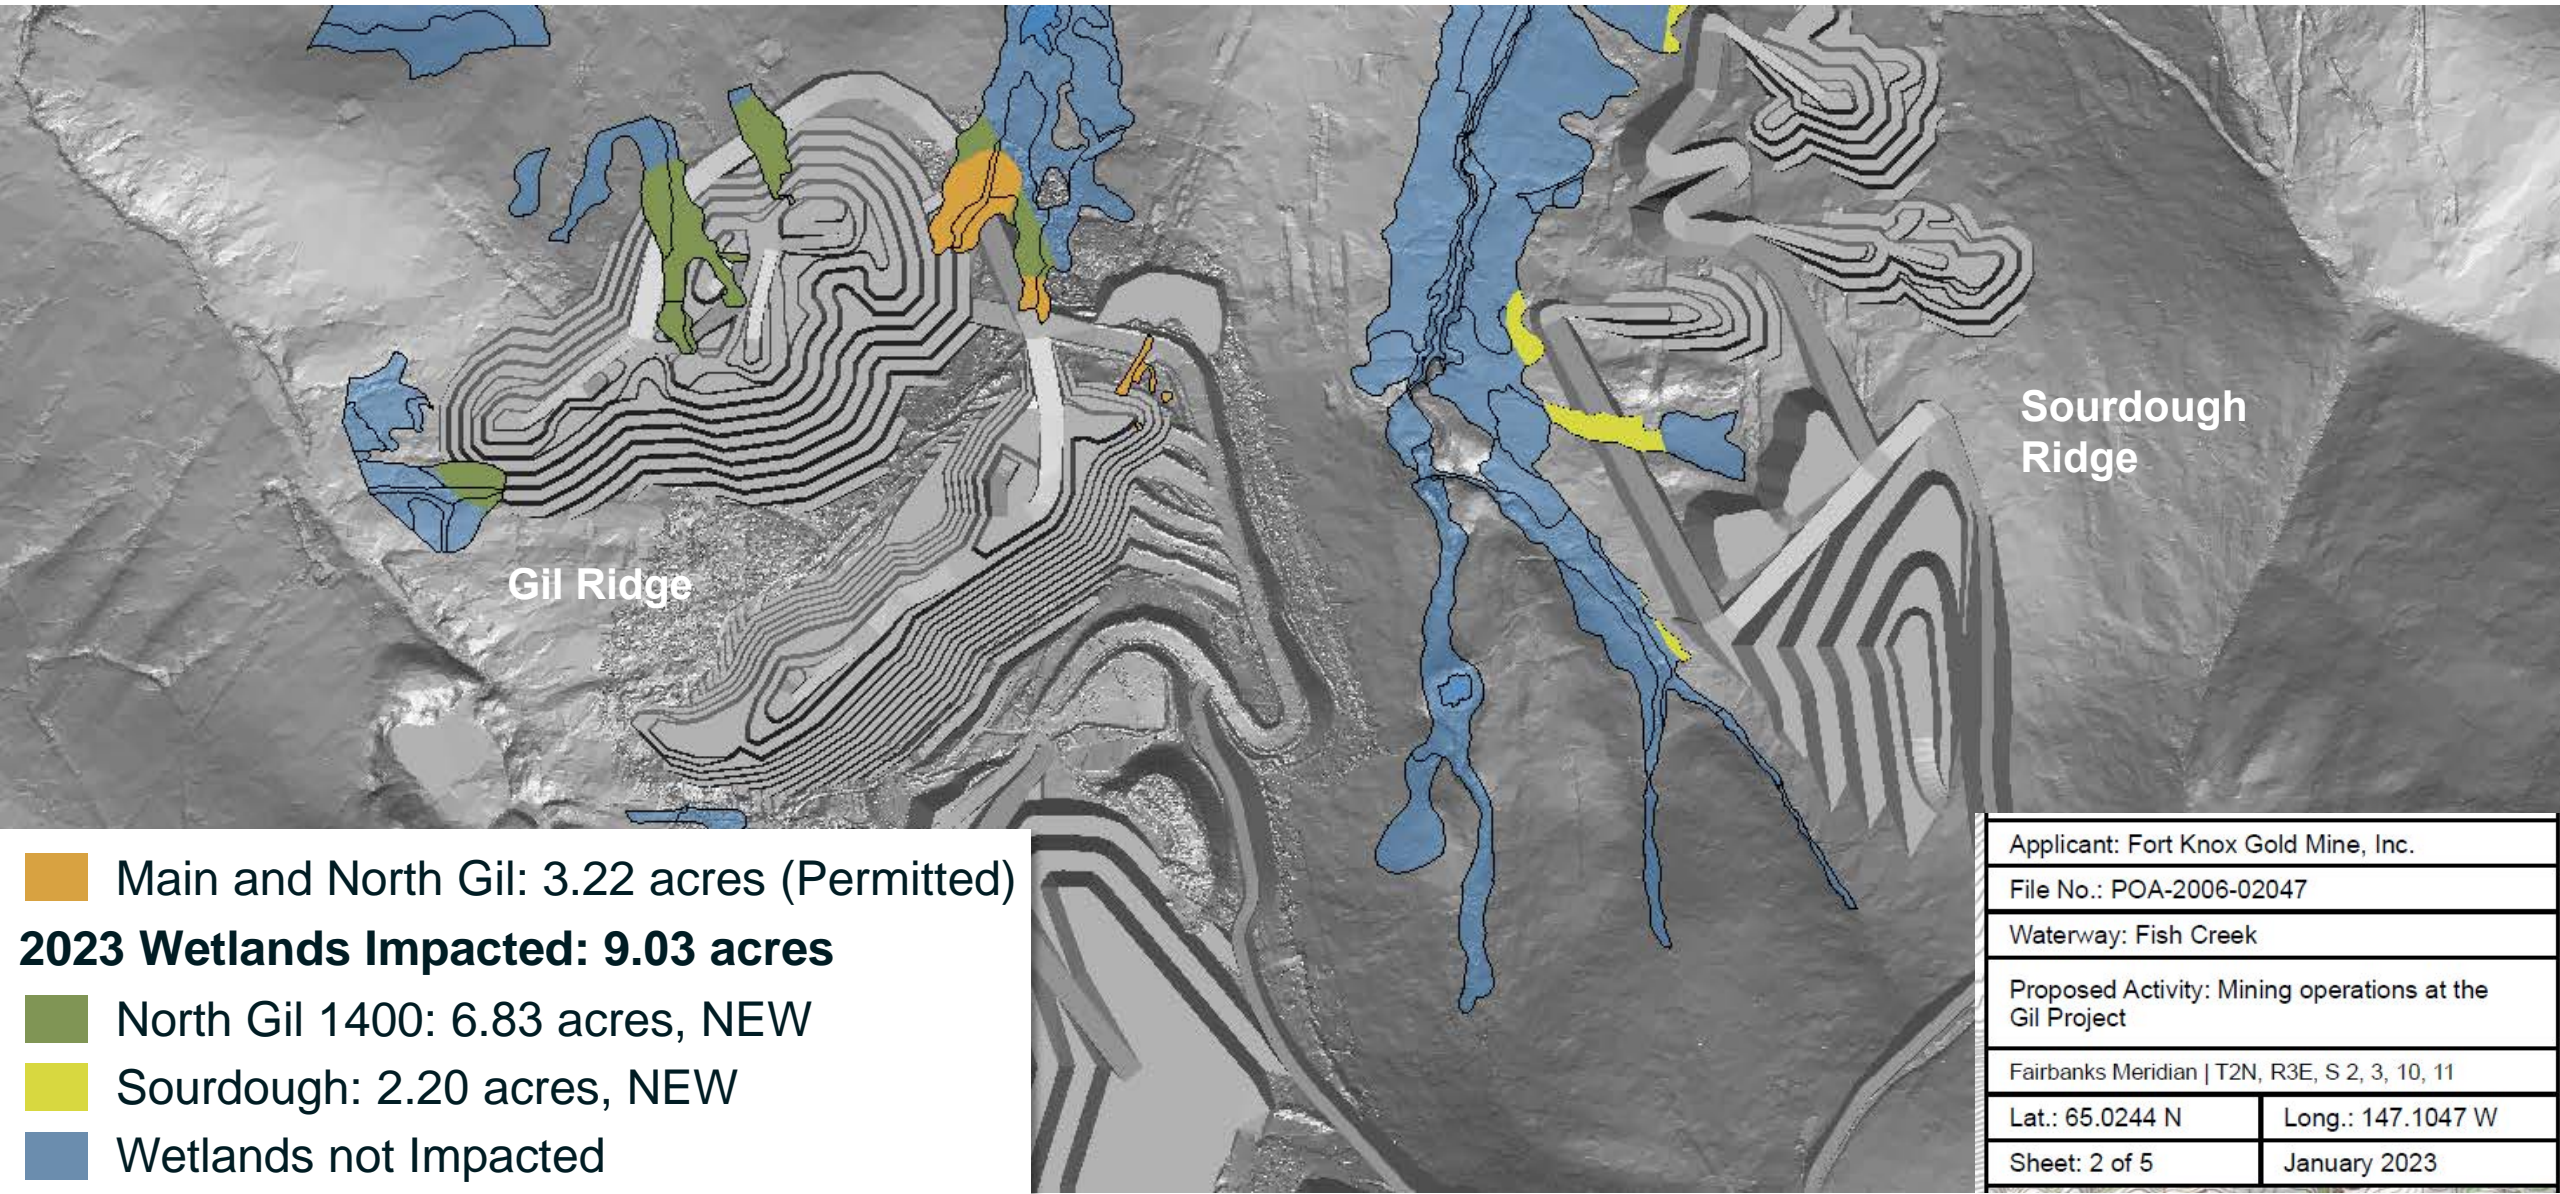 Sourdough
Ridge
Gil Ridge
Main and North Gil: 3.22 acres (Permitted)
2023 Wetlands Impacted: 9.03 acres
North Gil 1400: 6.83 acres, NEW
Sourdough: 2.20 acres, NEW
Wetlands not Impacted
Applicant: Fort Knox Gold Mine, Inc.
File No.: POA-2006-02047
Waterway: Fish Creek
Proposed Activity: Mining operations at the
Gil Project
Fairbanks Meridian | T2N, R3E, S 2, 3, 10, 11
Lat.: 65.0244 N
Long.: 147.1047 W
Sheet: 2 of 5
January 2023